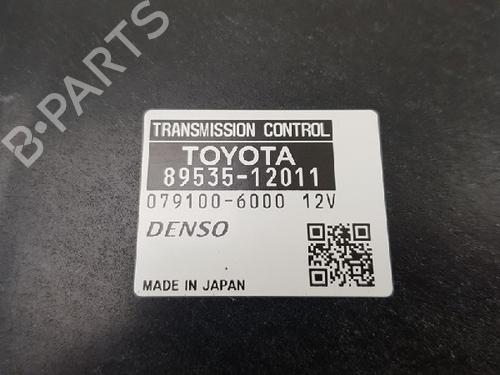 B-PARTS
TRANSMISSION CONTROL
TOYOTA
89535-12011
079100-6000 12V
DENSO
MADE IN JAPAN